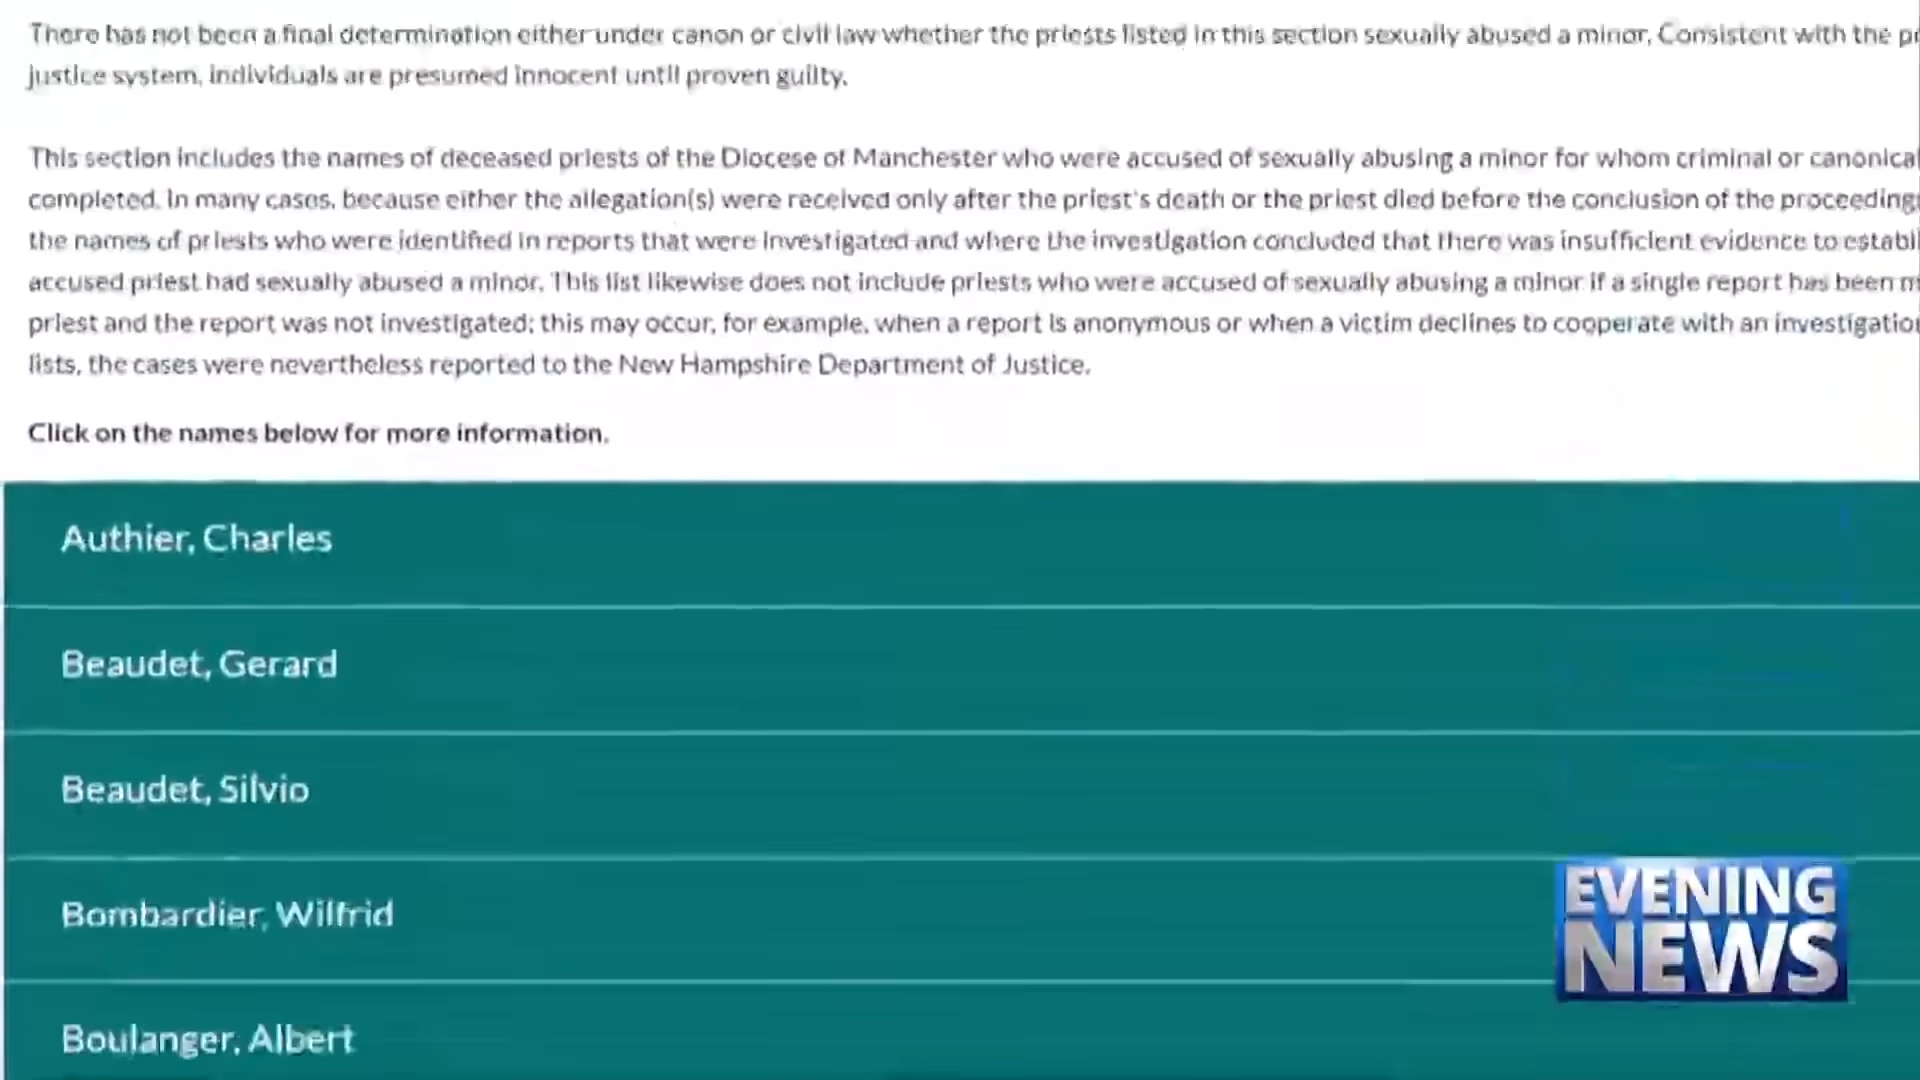 There has not been a final determination either under canon or civil law whether the priests listed in this section sexually abused a minor. Consistent with the
justice system, individuals are presumed innocent until proven guilty.
This section includes the names of deceased priests of the Diocese of Manchester who were accused of sexually abusing a minor for whom criminal or canonical
completed. In many cases, because either the allegation(s) were received only after the priest's death or the priest died before the conclusion of the proceeding
the names of priests who were identified in reports that were investigated and where the investigation concluded that there was insufficient evidence to establi
accused priest had sexually abused a minor. This list likewise does not include priests who were accused of sexually abusing a minor if a single report has been m
priest and the report was not investigated; this may occur, for example, when a report is anonymous or when a victim declines to cooperate with an investigation
lists, the cases were nevertheless reported to the New Hampshire Department of Justice.
Click on the names below for more information.
Authier, Charles
Beaudet, Gerard
Beaudet, Silvio
Bombardier, Wilfrid
Boulanger, Albert
EVENING
NEWS